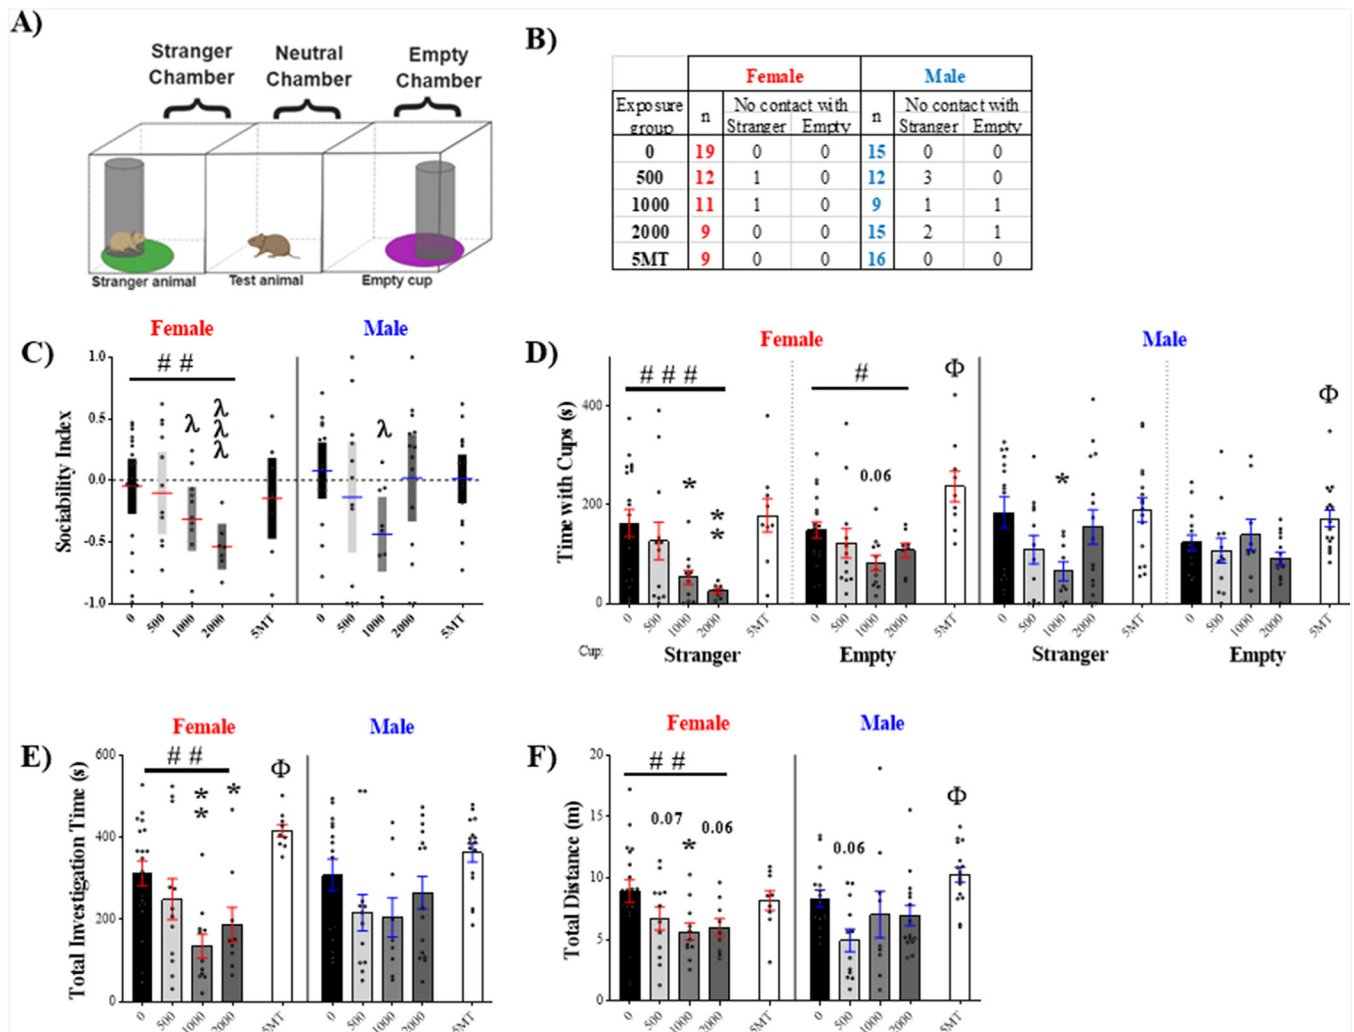 A)
Stranger Chamber
Neutral Chamber
Empty Chamber
Stranger animal
Test animal
Empty cup
B)
Female Male
Exposure group n No contact with n No contact with
Stranger Empty Stranger Empty
0 19 0 0 15 0 0
500 12 1 0 12 3 0
1000 11 1 0 9 1 1
2000 9 0 0 15 2 1
5MT 9 0 0 16 0 0
C)
Female Male
# #
λ λ λ λ λ
Sociability Index
1.0
0.5
0.0
-0.5
-1.0
0 500 1000 2000 5MT 0 500 1000 2000 5MT
D)
Female Male
# # # # Φ Φ
* * * 0.06 *
Time with Cups (s)
400
200
0
0 500 1000 2000 5MT 0 500 1000 2000 5MT 0 500 1000 2000 5MT 0 500 1000 2000 5MT
Cup: Stranger Empty Stranger Empty
E)
Female Male
# # Φ
* * *
Total Investigation Time (s)
600
400
200
0
0 500 1000 2000 5MT 0 500 1000 2000 5MT
F)
Female Male
# # Φ
0.07 * 0.06 0.06
Total Distance (m)
20
15
10
5
0
0 500 1000 2000 5MT 0 500 1000 2000 5MT